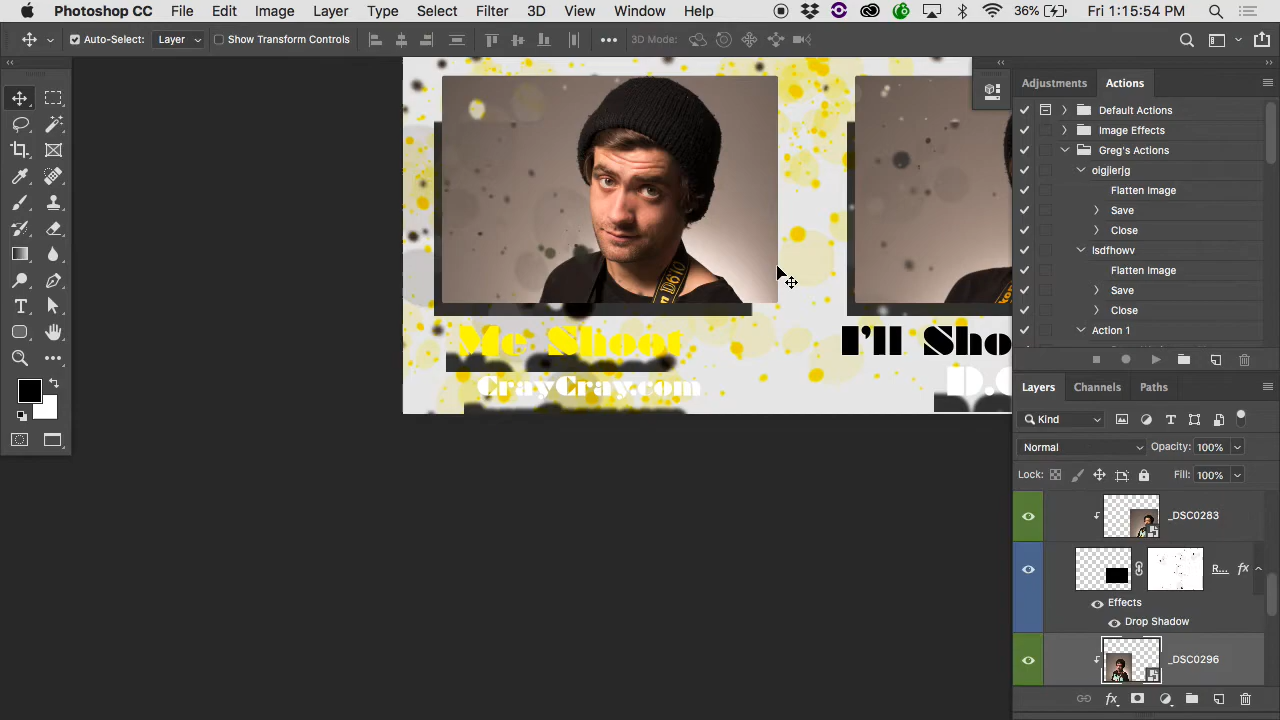 Photoshop CC File Edit Image Layer Type Select Filter 3D View Window Help 36% Fri 1:15:54 PM
Auto-Select: Layer Show Transform Controls 3D Mode:
Adjustments Actions
Default Actions
Image Effects
Greg's Actions
olgjlerjg
Flatten Image
Save
Close
lsdfhowv
Flatten Image
Save
Close
Action 1
D610
Me Shoot
CrayCray.com
I'll Sho
D.C
Layers Channels Paths
Kind
Normal Opacity: 100%
Lock: Fill: 100%
_DSC0283
R... fx
Effects
Drop Shadow
_DSC0296
fx